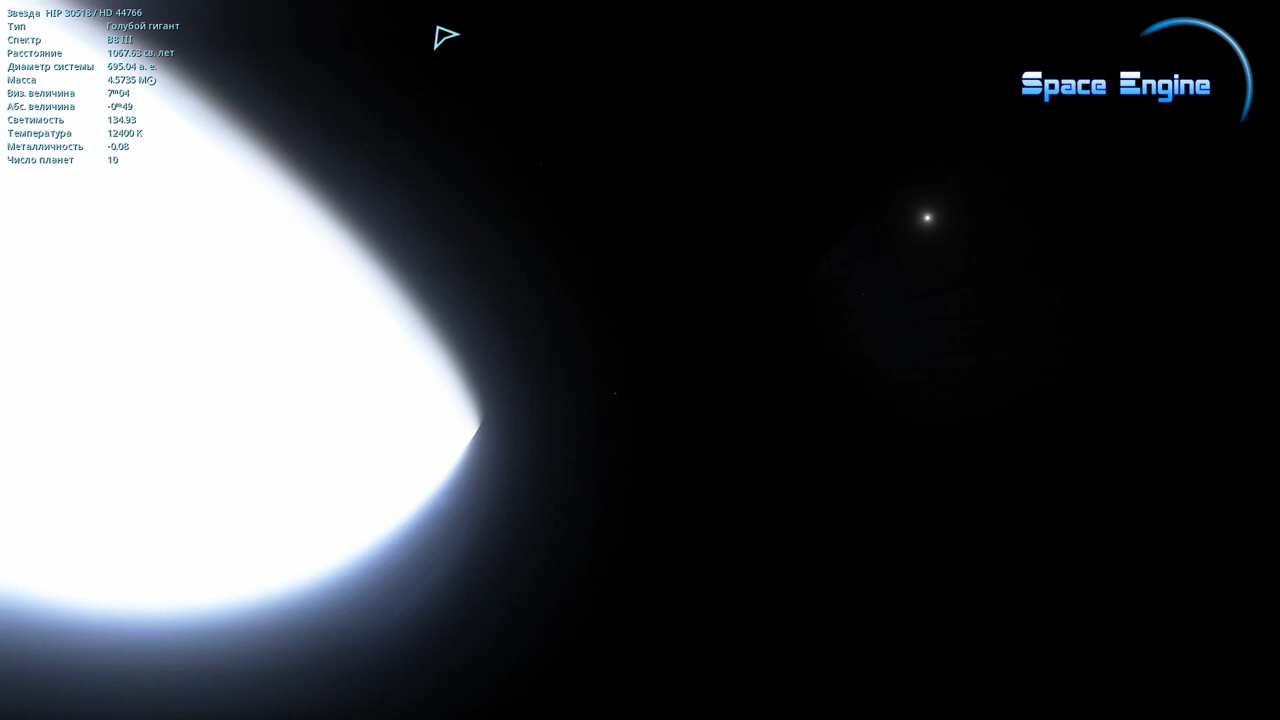 Звезда HIP 30518 / HD 44766
Тип Голубой гигант
Спектр B8 III
Расстояние 1067.63 св. лет
Диаметр системы 695.04 а. е.
Масса 4.5735 M☉
Виз. величина 7ᵐ04
Абс. величина -0ᵐ49
Светимость 134.93
Температура 12400 K
Металличность -0.08
Число планет 10
Space Engine